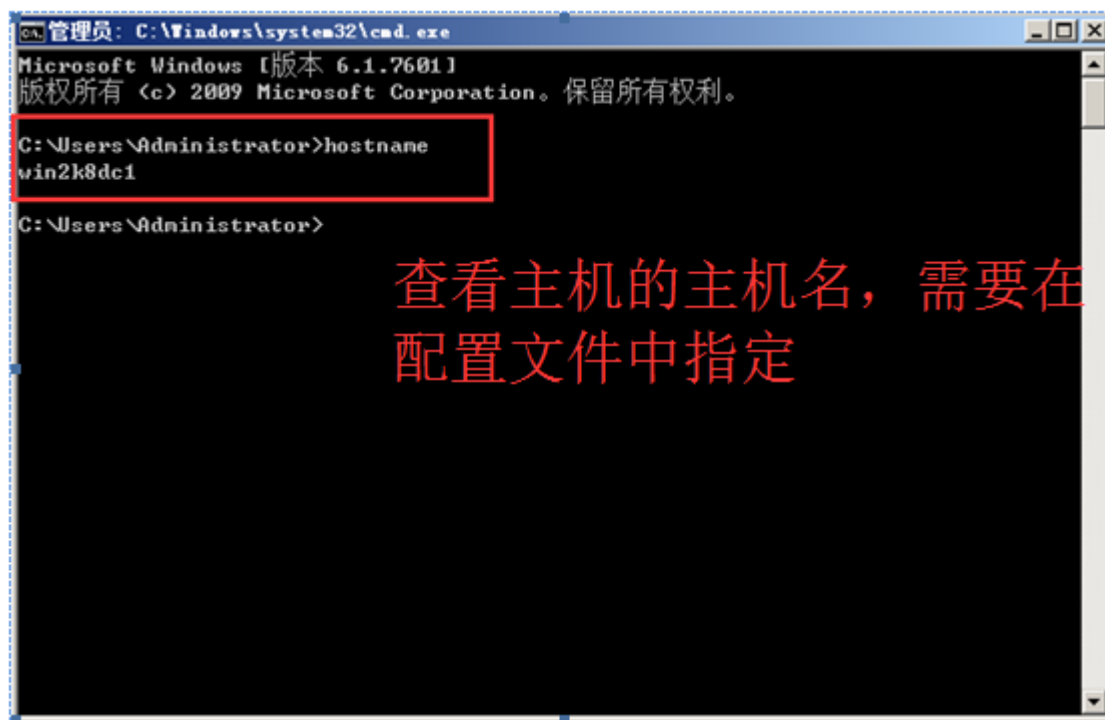 管理员: C:\Windows\system32\cmd.exe
Microsoft Windows [版本 6.1.7601]
版权所有 (c) 2009 Microsoft Corporation。保留所有权利。
C:\Users\Administrator>hostname
win2k8dc1
C:\Users\Administrator>
查看主机的主机名，需要在
配置文件中指定